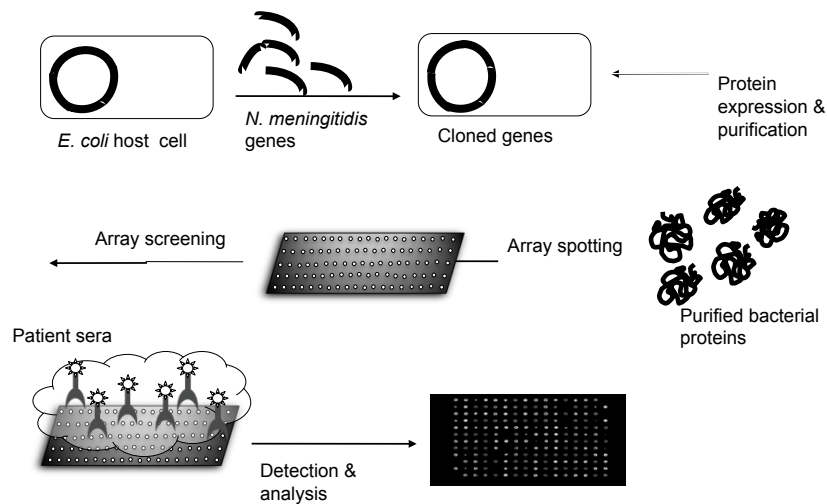 E. coli host cell
N. meningitidis
genes
Cloned genes
Protein
expression &
purification
Array screening
Array spotting
Purified bacterial
proteins
Patient sera
Detection &
analysis